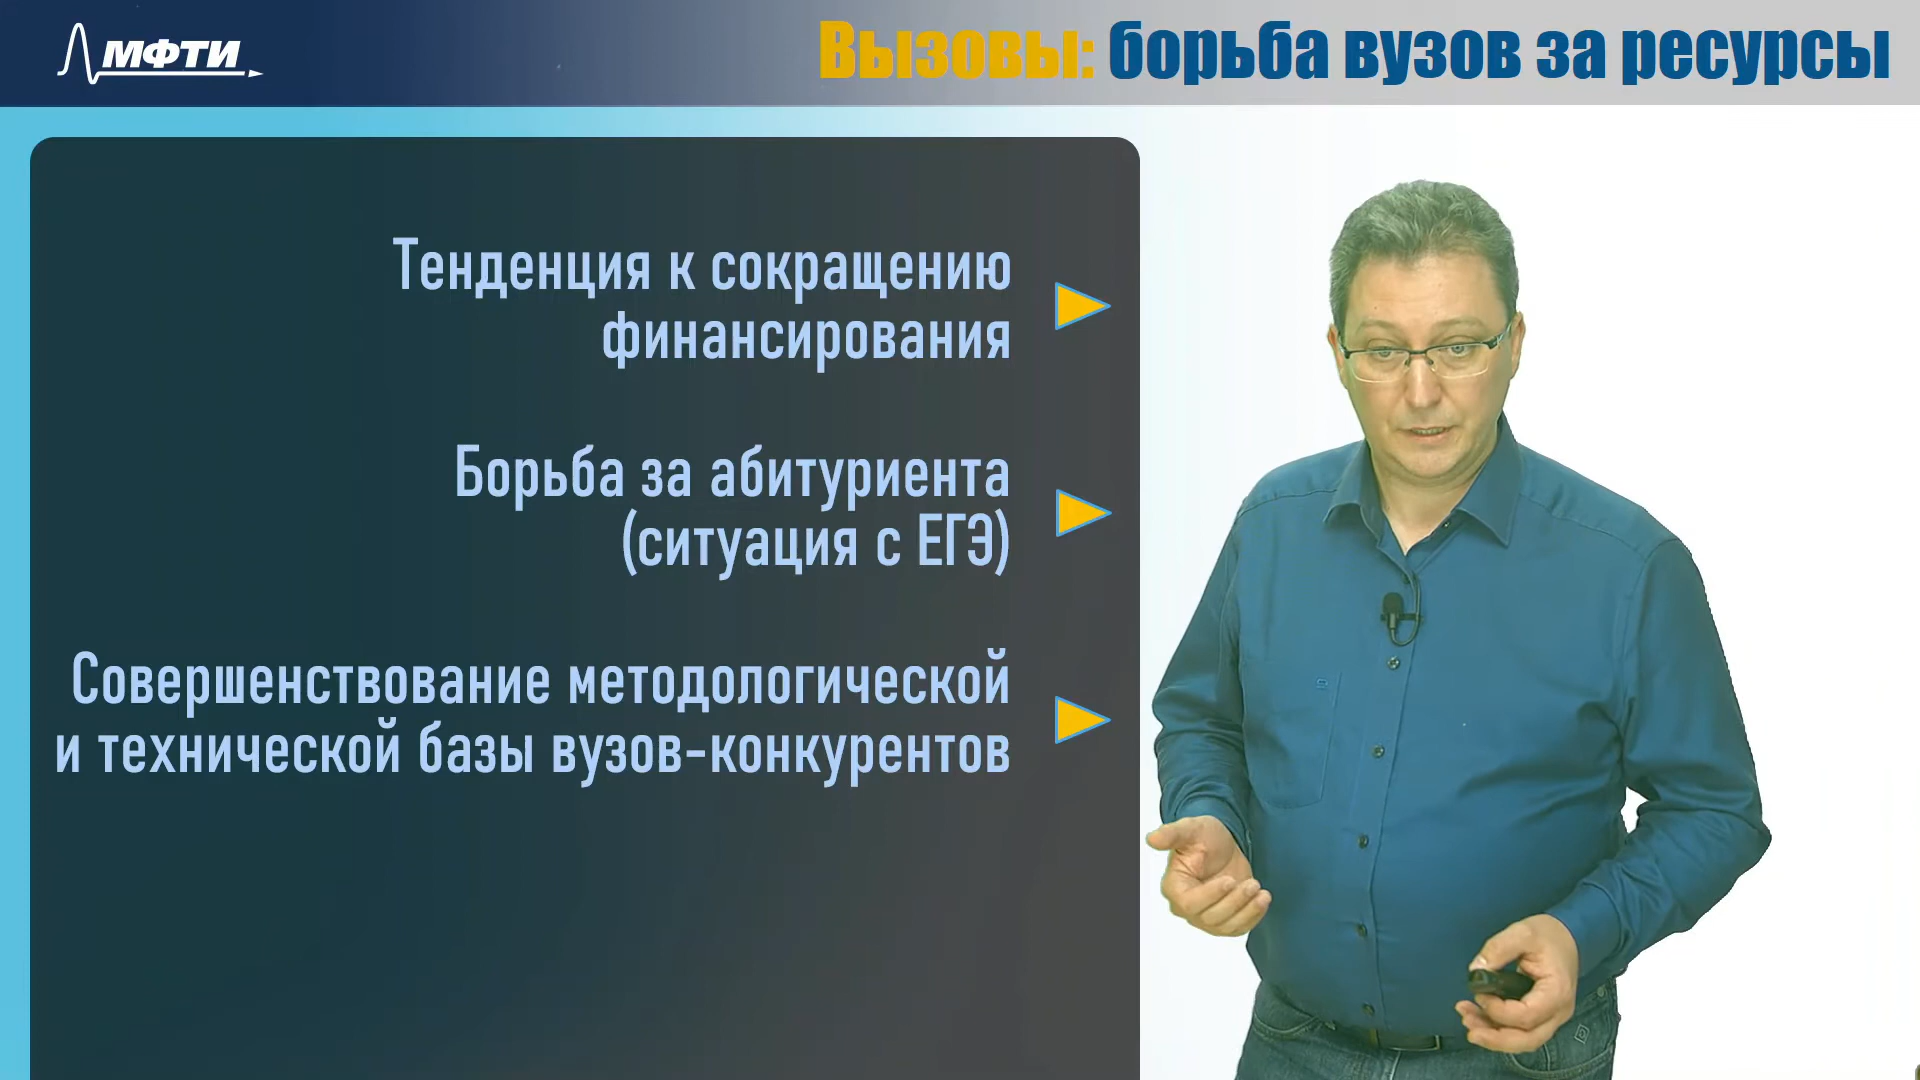 МФТИ
Вызовы: борьба вузов за ресурсы
Тенденция к сокращению
финансирования
Борьба за абитуриента
(ситуация с ЕГЭ)
Совершенствование методологической
и технической базы вузов-конкурентов